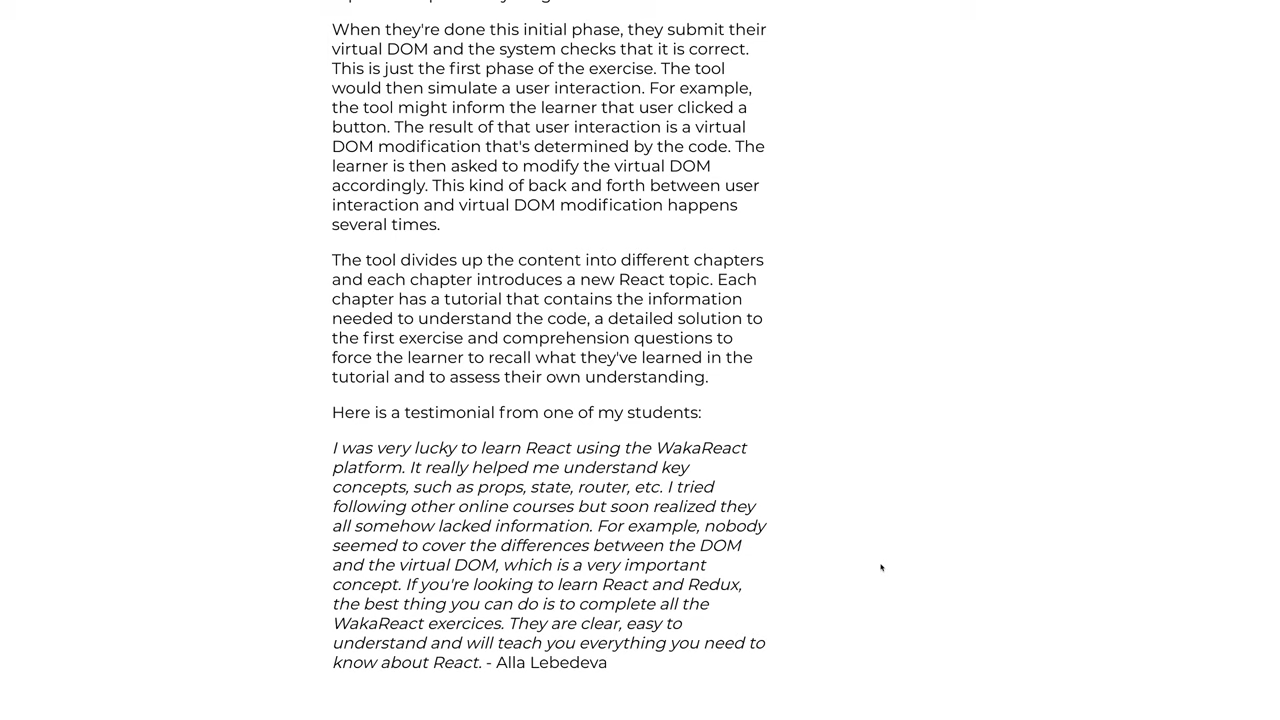 When they're done this initial phase, they submit their
virtual DOM and the system checks that it is correct.
This is just the first phase of the exercise. The tool
would then simulate a user interaction. For example,
the tool might inform the learner that user clicked a
button. The result of that user interaction is a virtual
DOM modification that's determined by the code. The
learner is then asked to modify the virtual DOM
accordingly. This kind of back and forth between user
interaction and virtual DOM modification happens
several times.
The tool divides up the content into different chapters
and each chapter introduces a new React topic. Each
chapter has a tutorial that contains the information
needed to understand the code, a detailed solution to
the first exercise and comprehension questions to
force the learner to recall what they've learned in the
tutorial and to assess their own understanding.
Here is a testimonial from one of my students:
I was very lucky to learn React using the WakaReact
platform. It really helped me understand key
concepts, such as props, state, router, etc. I tried
following other online courses but soon realized they
all somehow lacked information. For example, nobody
seemed to cover the differences between the DOM
and the virtual DOM, which is a very important
concept. If you're looking to learn React and Redux,
the best thing you can do is to complete all the
WakaReact exercices. They are clear, easy to
understand and will teach you everything you need to
know about React. - Alla Lebedeva